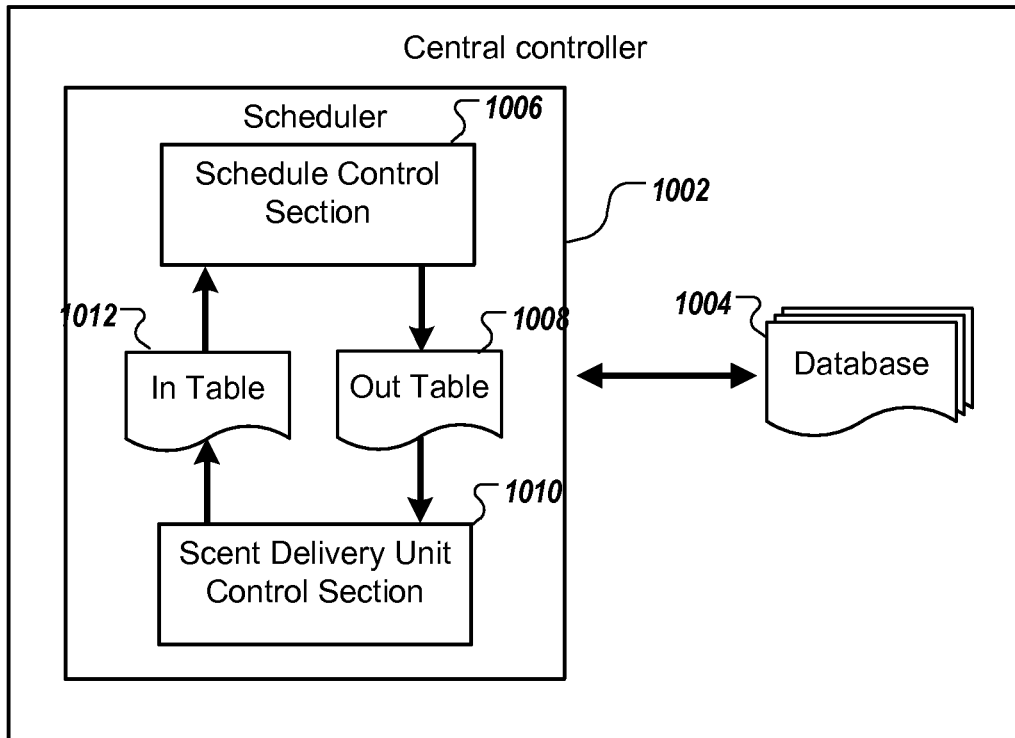 Central controller
Scheduler
1006
Schedule Control
Section
1002
1012
1008
1004
In Table
Out Table
Database
1010
Scent Delivery Unit
Control Section